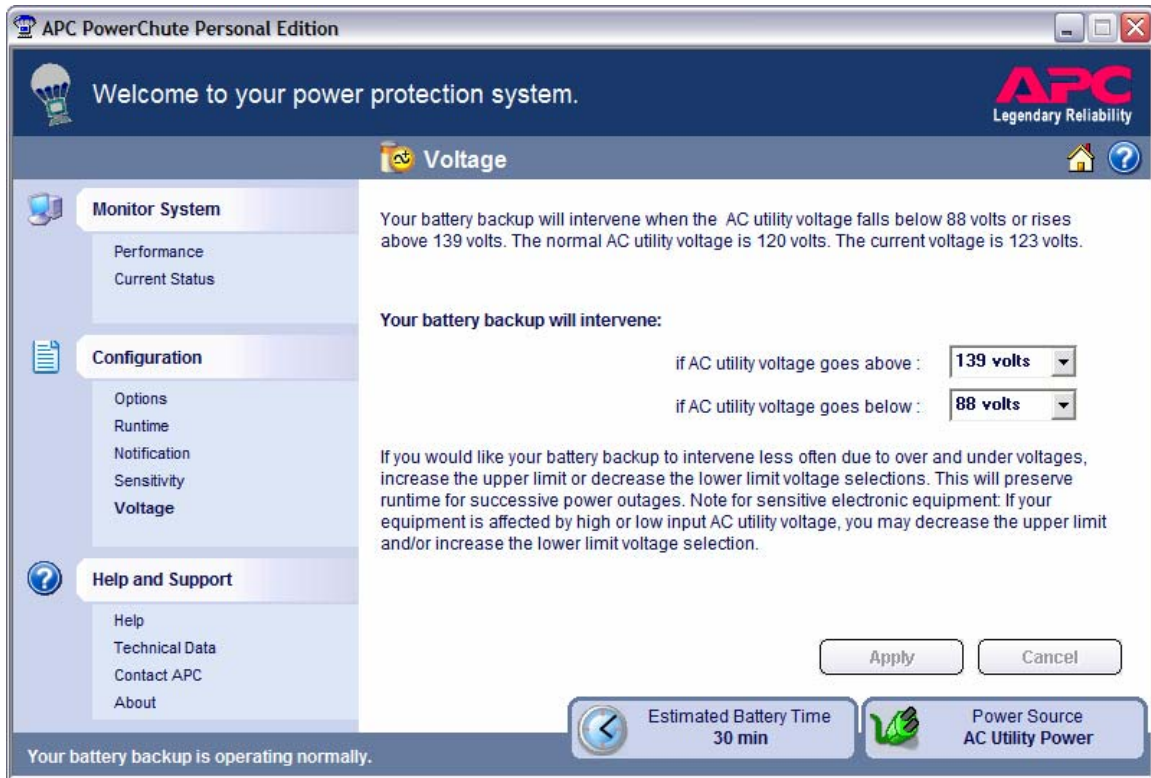 APC PowerChute Personal Edition
Welcome to your power protection system.
APC
Legendary Reliability
Voltage
Monitor System
Performance
Current Status
Configuration
Options
Runtime
Notification
Sensitivity
Voltage
Help and Support
Help
Technical Data
Contact APC
About
Your battery backup will intervene when the AC utility voltage falls below 88 volts or rises
above 139 volts. The normal AC utility voltage is 120 volts. The current voltage is 123 volts.
Your battery backup will intervene:
if AC utility voltage goes above : 139 volts
if AC utility voltage goes below : 88 volts
If you would like your battery backup to intervene less often due to over and under voltages,
increase the upper limit or decrease the lower limit voltage selections. This will preserve
runtime for successive power outages. Note for sensitive electronic equipment: If your
equipment is affected by high or low input AC utility voltage, you may decrease the upper limit
and/or increase the lower limit voltage selection.
Apply Cancel
Estimated Battery Time
30 min
Power Source
AC Utility Power
Your battery backup is operating normally.